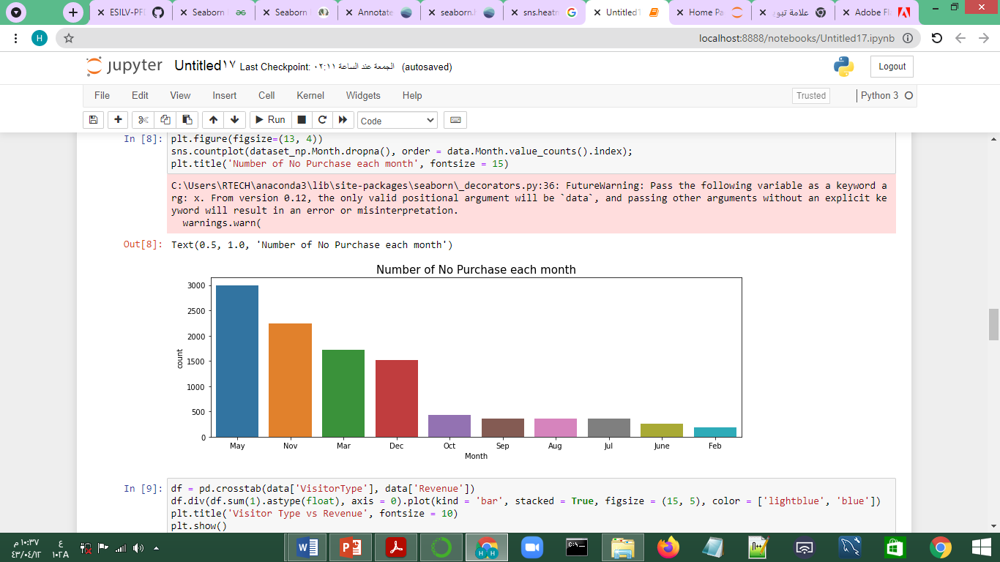 ESILV-PFE
Seaborn
Seaborn
Annotate
seaborn.h
sns.heatm
Untitled1
Home Pa
علامة تبوي
Adobe Fl
H
localhost:8888/notebooks/Untitled17.ipynb
jupyter Untitled١٧ Last Checkpoint: الجمعة عند الساعة ٠٢:١١ (autosaved)
Logout
File Edit View Insert Cell Kernel Widgets Help
Trusted
Python 3
Run
Code
In [8]:
plt.figure(figsize=(13, 4))
sns.countplot(dataset_np.Month.dropna(), order = data.Month.value_counts().index);
plt.title('Number of No Purchase each month', fontsize = 15)
C:\Users\RTECH\anaconda3\lib\site-packages\seaborn\_decorators.py:36: FutureWarning: Pass the following variable as a keyword a
rg: x. From version 0.12, the only valid positional argument will be `data`, and passing other arguments without an explicit ke
yword will result in an error or misinterpretation.
warnings.warn(
Out[8]: Text(0.5, 1.0, 'Number of No Purchase each month')
Number of No Purchase each month
3000
2500
2000
1500
1000
500
0
count
May Nov Mar Dec Oct Sep Aug Jul June Feb
Month
In [9]:
df = pd.crosstab(data['VisitorType'], data['Revenue'])
df.div(df.sum(1).astype(float), axis = 0).plot(kind = 'bar', stacked = True, figsize = (15, 5), color = ['lightblue', 'blue'])
plt.title('Visitor Type vs Revenue', fontsize = 10)
plt.show()
١٠:٣٧ م
٤٣/٠٤/١٢
ع
١٠٢٨